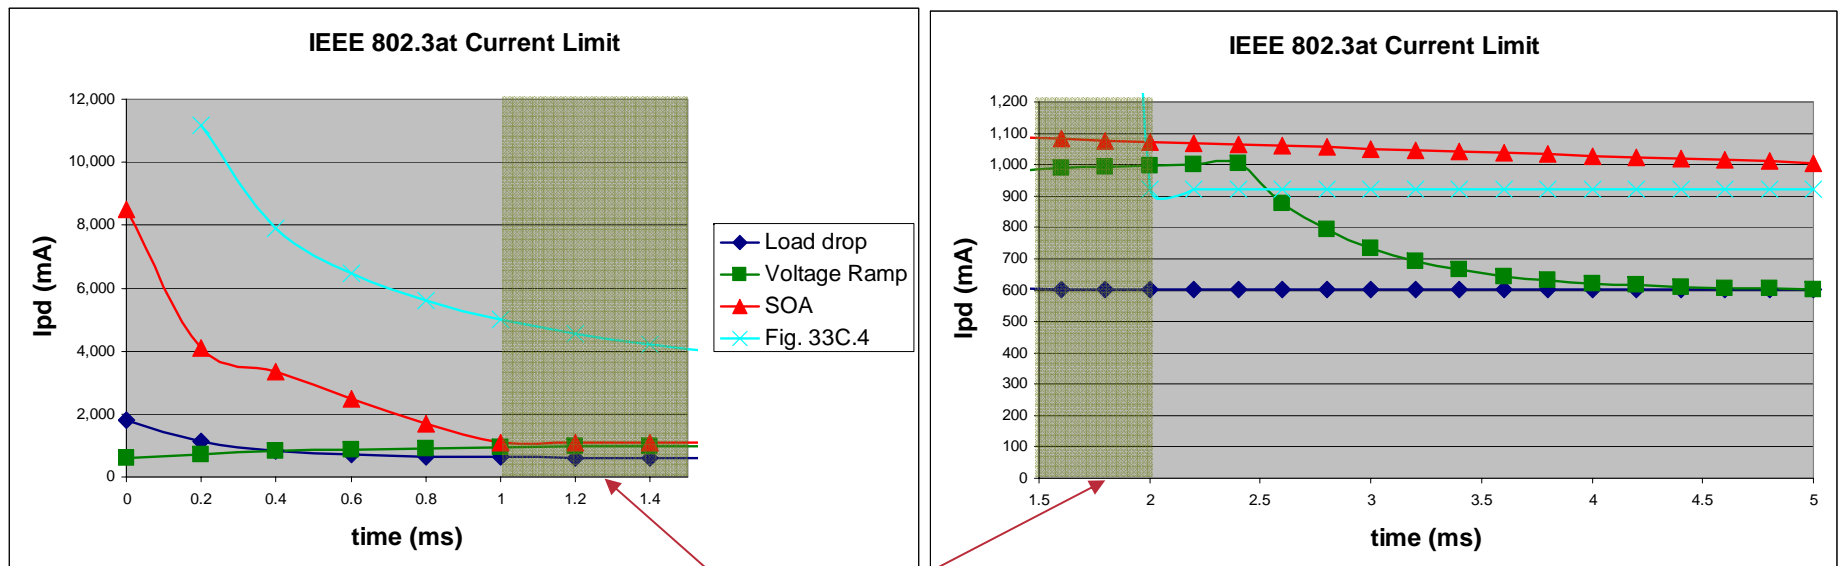 IEEE 802.3at Current Limit
12,000
10,000
8,000
6,000
4,000
2,000
0
0 0.2 0.4 0.6 0.8 1 1.2 1.4
Ipd (mA)
time (ms)
Load drop
Voltage Ramp
SOA
Fig. 33C.4
IEEE 802.3at Current Limit
1,200
1,100
1,000
900
800
700
600
500
400
300
200
100
0
1.5 2 2.5 3 3.5 4 4.5 5
Ipd (mA)
time (ms)